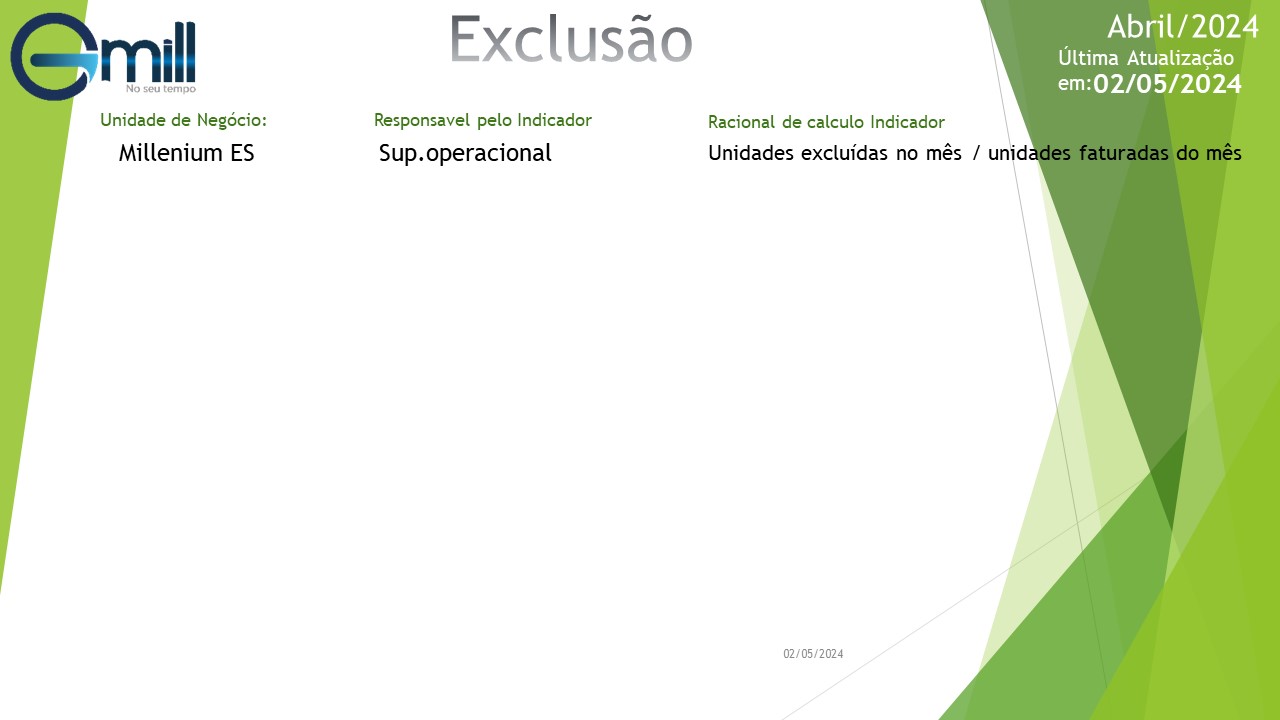 emill
No seu tempo
Exclusão
Abril/2024
Última Atualização
em:02/05/2024
Unidade de Negócio:
Millenium ES
Responsavel pelo Indicador
Sup.operacional
Racional de calculo Indicador
Unidades excluídas no mês / unidades faturadas do mês
02/05/2024